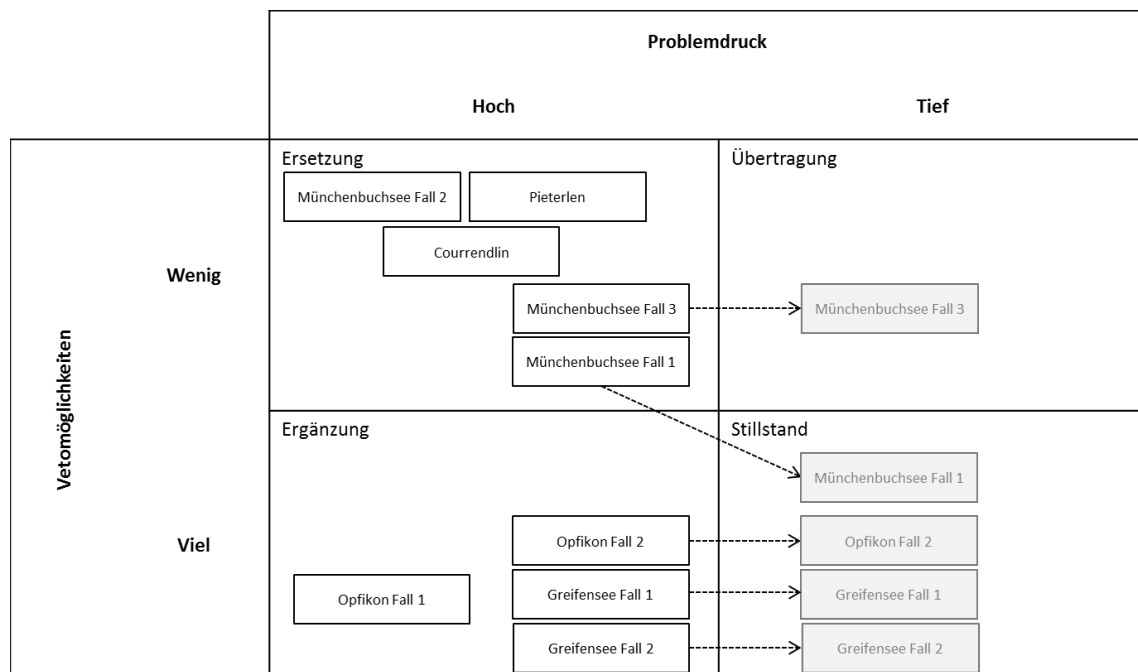 Problemdruck
Hoch
Tief
Vetomöglichkeiten
Wenig
Ersetzung
Münchenbuchsee Fall 2
Pieterlen
Courrendlin
Münchenbuchsee Fall 3
Münchenbuchsee Fall 1
Übertragung
Münchenbuchsee Fall 3
Viel
Ergänzung
Opfikon Fall 2
Opfikon Fall 1
Greifensee Fall 1
Greifensee Fall 2
Stillstand
Münchenbuchsee Fall 1
Opfikon Fall 2
Greifensee Fall 1
Greifensee Fall 2